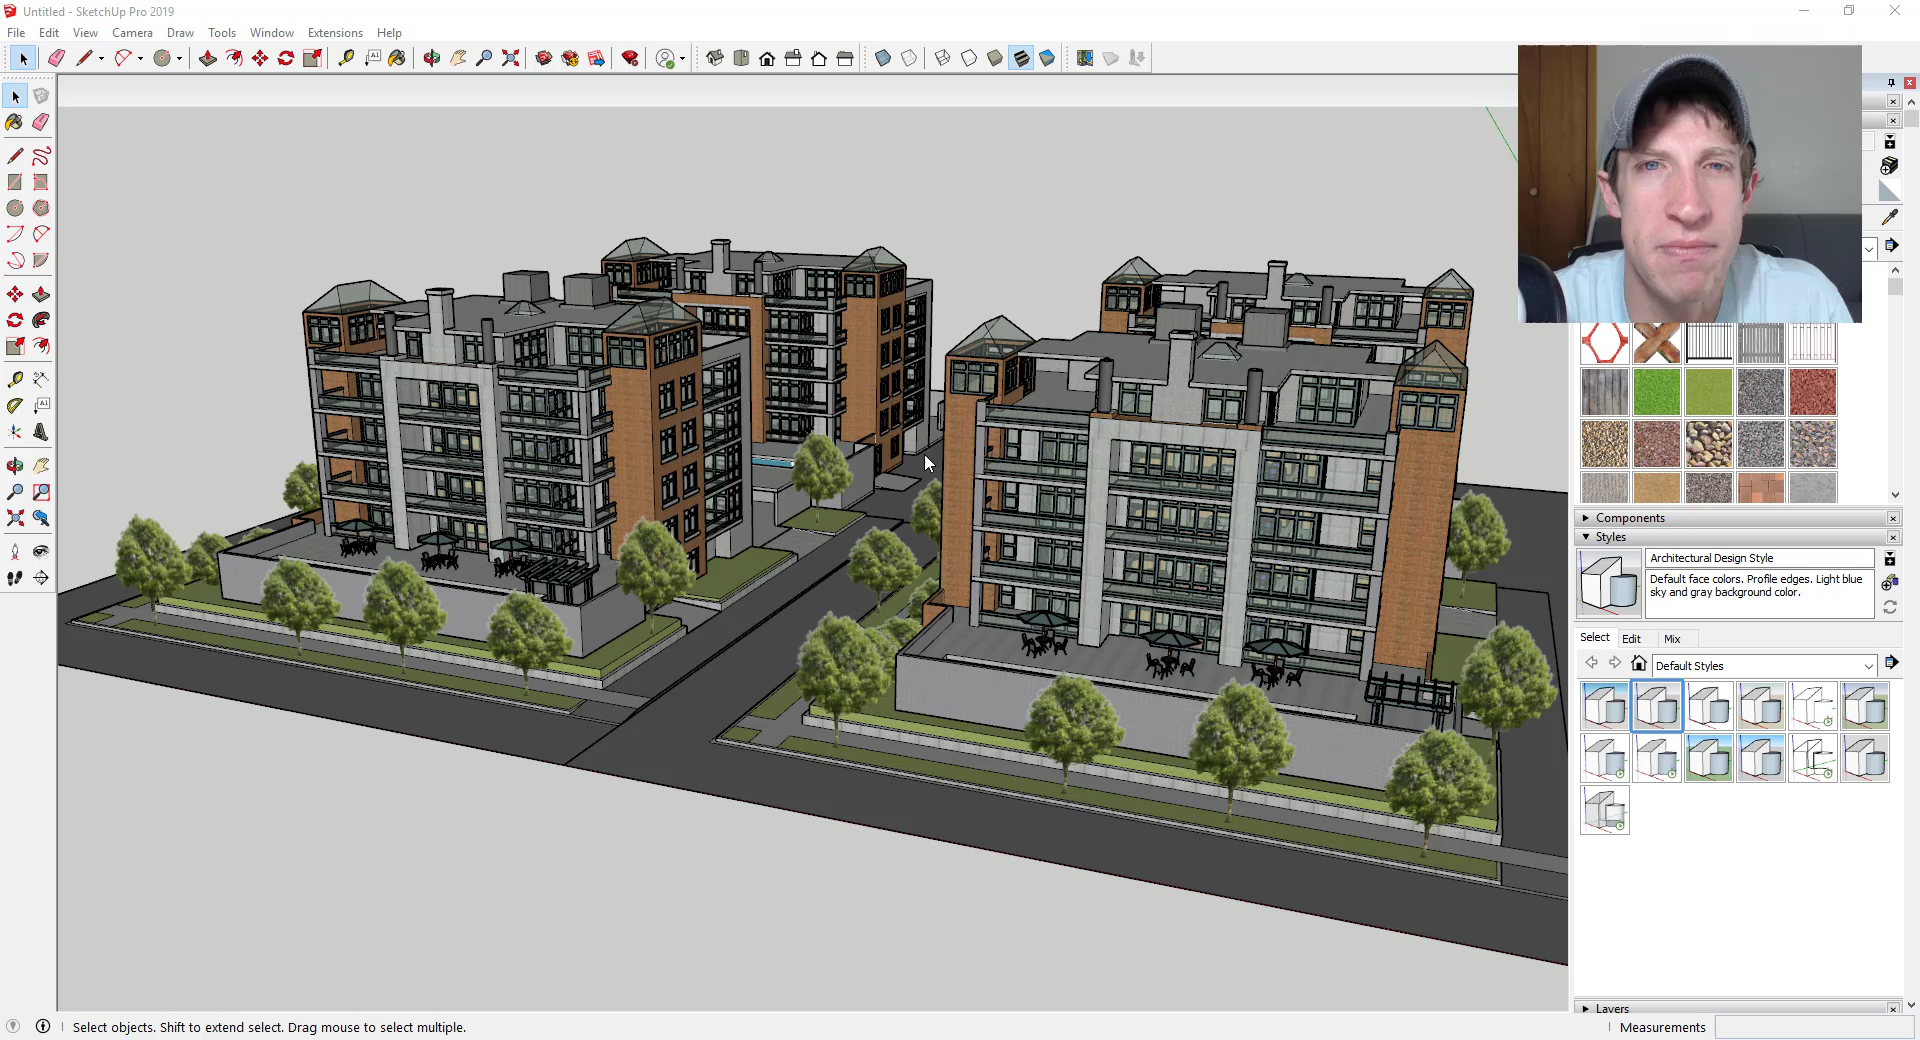 Untitled - SketchUp Pro 2019
File Edit View Camera Draw Tools Window Extensions Help
Components
Styles
Architectural Design Style
Default face colors. Profile edges. Light blue
sky and gray background color.
Select Edit Mix
Default Styles
Layers
Select objects. Shift to extend select. Drag mouse to select multiple.
Measurements